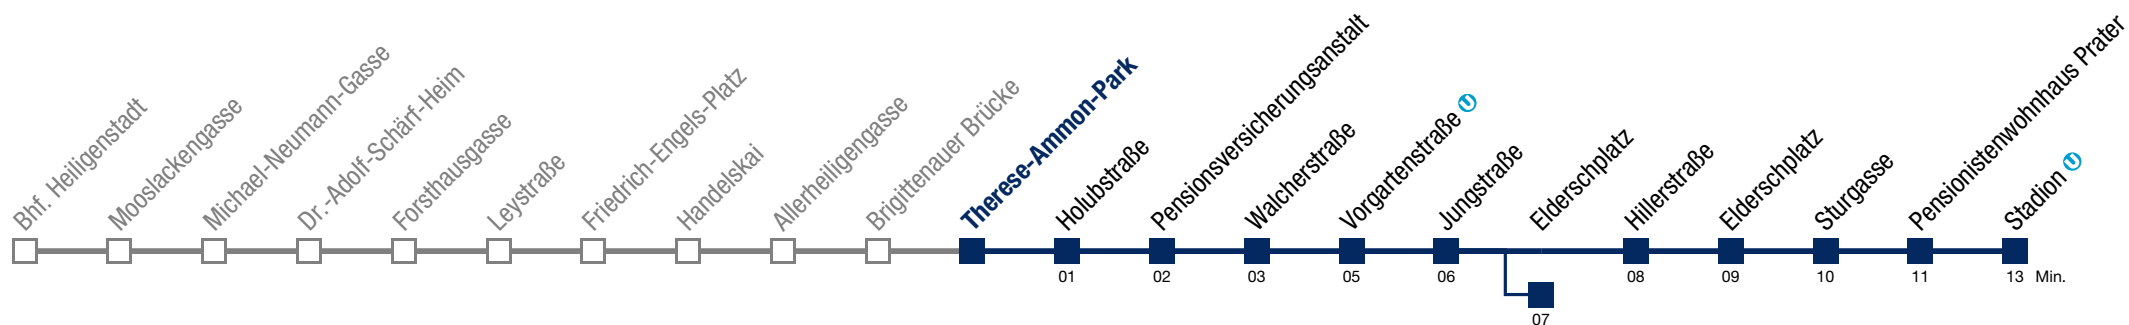 Bhf. Heiligenstadt
Mooslackengasse
Michael-Neumann-Gasse
Dr.-Adolf-Schärf-Heim
Forsthausgasse
Leystraße
Friedrich-Engels-Platz
Handelskai
Allerheiligengasse
Brigittenauer Brücke
Therese-Ammon-Park
Holubstraße
Pensionsversicherungsanstalt
Walcherstraße
Vorgartenstraße U
Jungstraße
Elderschplatz
Hillerstraße
Elderschplatz
Sturgasse
Pensionistenwohnhaus Prater
Stadion U
01 02 03 05 06 08 09 10 11 13 Min.
07